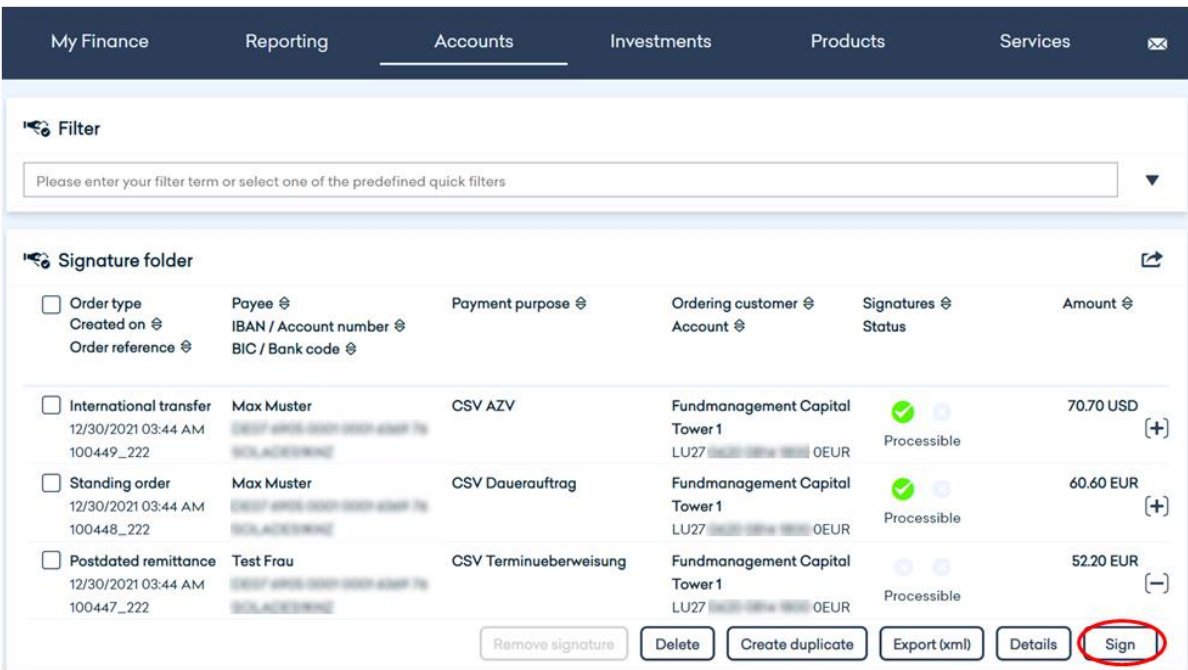 My Finance Reporting Accounts Investments Products Services
Filter
Please enter your filter term or select one of the predefined quick filters
Signature folder
Order type Payee Payment purpose Ordering customer Signatures Amount
Created on IBAN / Account number Account Status
Order reference BIC / Bank code
International transfer Max Muster CSV AZV Fundmanagement Capital 70.70 USD
12/30/2021 03:44 AM Tower 1 [+]
Processible
100449_222 LU27 0EUR
Standing order Max Muster CSV Dauerauftrag Fundmanagement Capital 60.60 EUR
12/30/2021 03:44 AM Tower 1 [+]
Processible
100448_222 LU27 0EUR
Postdated remittance Test Frau CSV Terminueberweisung Fundmanagement Capital 52.20 EUR
12/30/2021 03:44 AM Tower 1 [−]
Processible
100447_222 LU27 0EUR
Remove signature Delete Create duplicate Export (xml) Details Sign